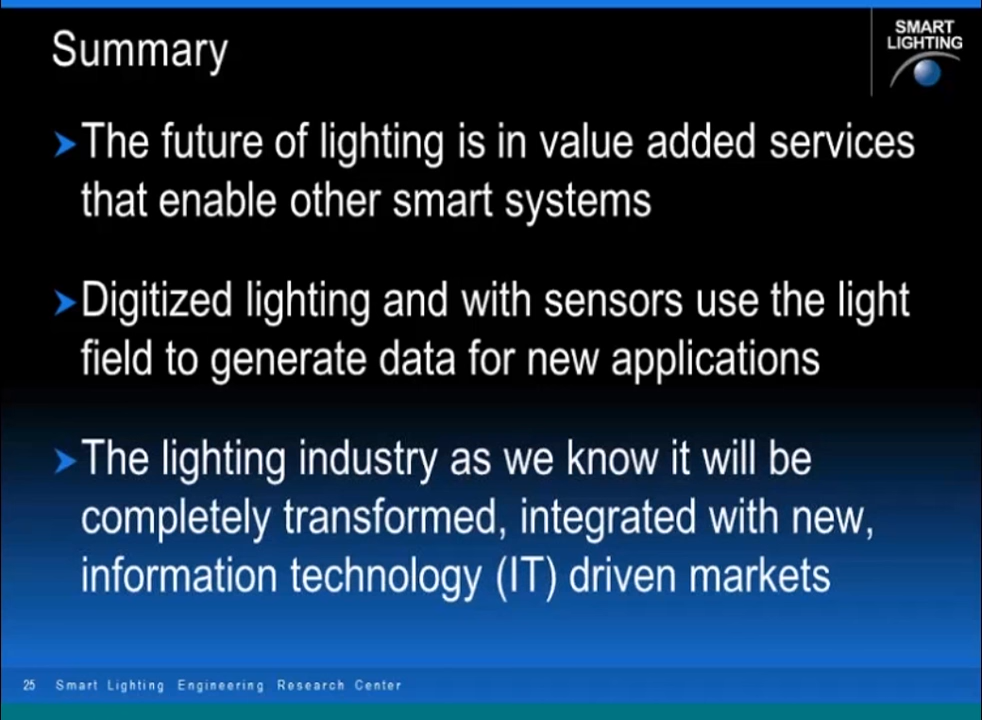 Summary
SMART
LIGHTING
➤The future of lighting is in value added services
that enable other smart systems
➤Digitized lighting and with sensors use the light
field to generate data for new applications
➤The lighting industry as we know it will be
completely transformed, integrated with new,
information technology (IT) driven markets
25 Smart Lighting Engineering Research Center